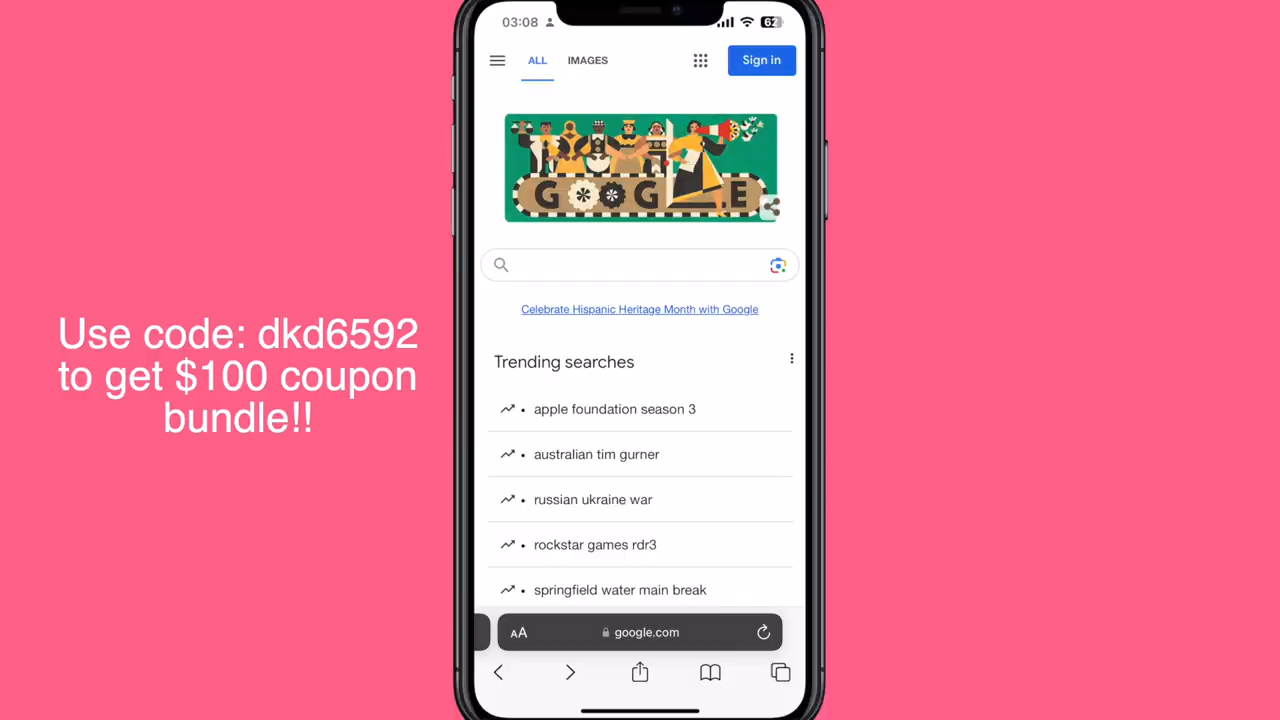 03:08
62
ALL IMAGES
Sign in
GOOGLE
Use code: dkd6592
to get $100 coupon
bundle!!
Celebrate Hispanic Heritage Month with Google
Trending searches
• apple foundation season 3
• australian tim gurner
• russian ukraine war
• rockstar games rdr3
• springfield water main break
AA
google.com